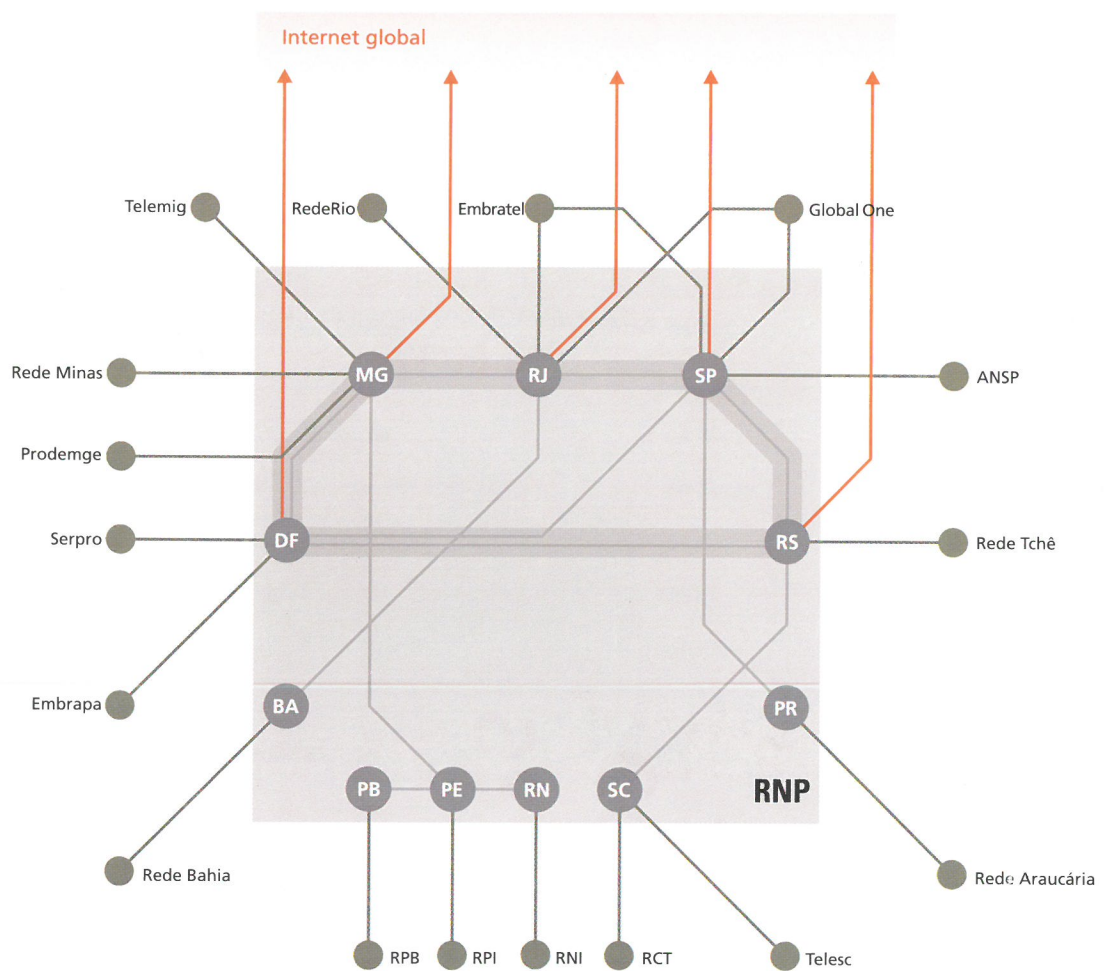 Internet global
Telemig
RedeRio
Embratel
Global One
Rede Minas
MG
RJ
SP
ANSP
Prodemge
Serpro
DF
RS
Rede Tchê
Embrapa
BA
PR
PB
PE
RN
SC
RNP
Rede Bahia
Rede Araucária
RPB
RPI
RNI
RCT
Telesc